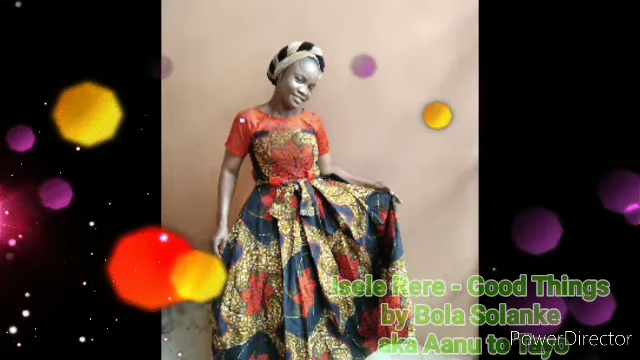 Isele Rere - Good Things
by Bola Solanke
aka Aanu to Tayo
PowerDirector